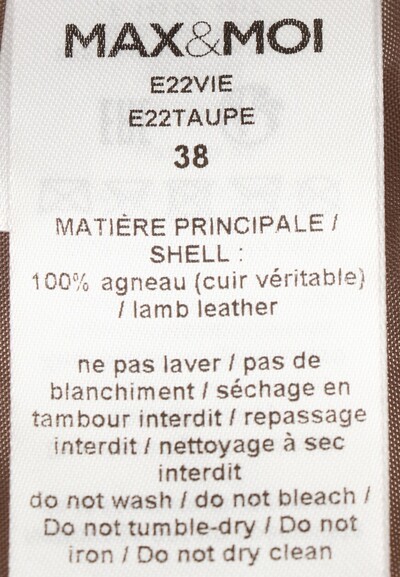 MAX&MOI
E22VIE
E22TAUPE
38
MATIÈRE PRINCIPALE /
SHELL :
100% agneau (cuir véritable)
/ lamb leather
ne pas laver / pas de
blanchiment / séchage en
tambour interdit / repassage
interdit / nettoyage à sec
interdit
do not wash / do not bleach /
Do not tumble-dry / Do not
iron / Do not dry clean